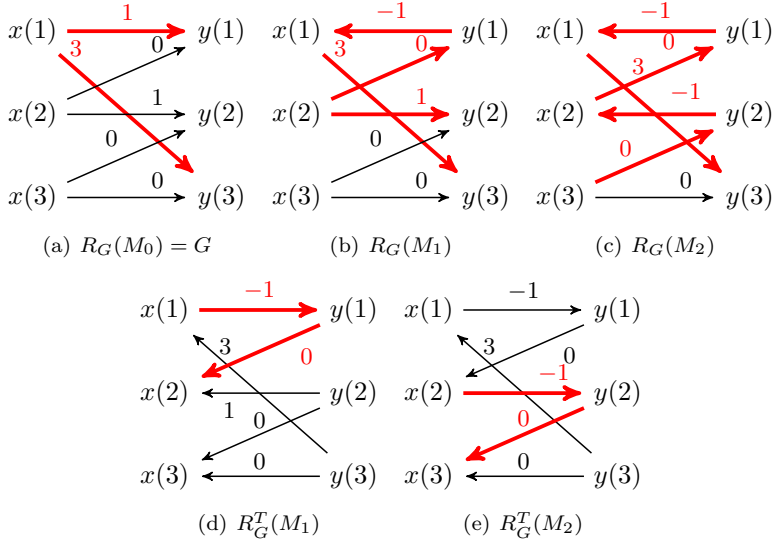 1 −1 −1
x(1) y(1) x(1) y(1) x(1) y(1)
3 0 3 0 0
3
x(2) 1 y(2) x(2) 1 y(2) x(2) −1 y(2)
0 0 0
x(3) 0 y(3) x(3) 0 y(3) x(3) 0 y(3)
(a) R_G(M_0) = G (b) R_G(M_1) (c) R_G(M_2)
−1 −1
x(1) y(1) x(1) y(1)
3 0 3 0
x(2) y(2) x(2) −1 y(2)
1 0 0
x(3) 0 y(3) x(3) 0 y(3)
(d) R_G^T(M_1) (e) R_G^T(M_2)